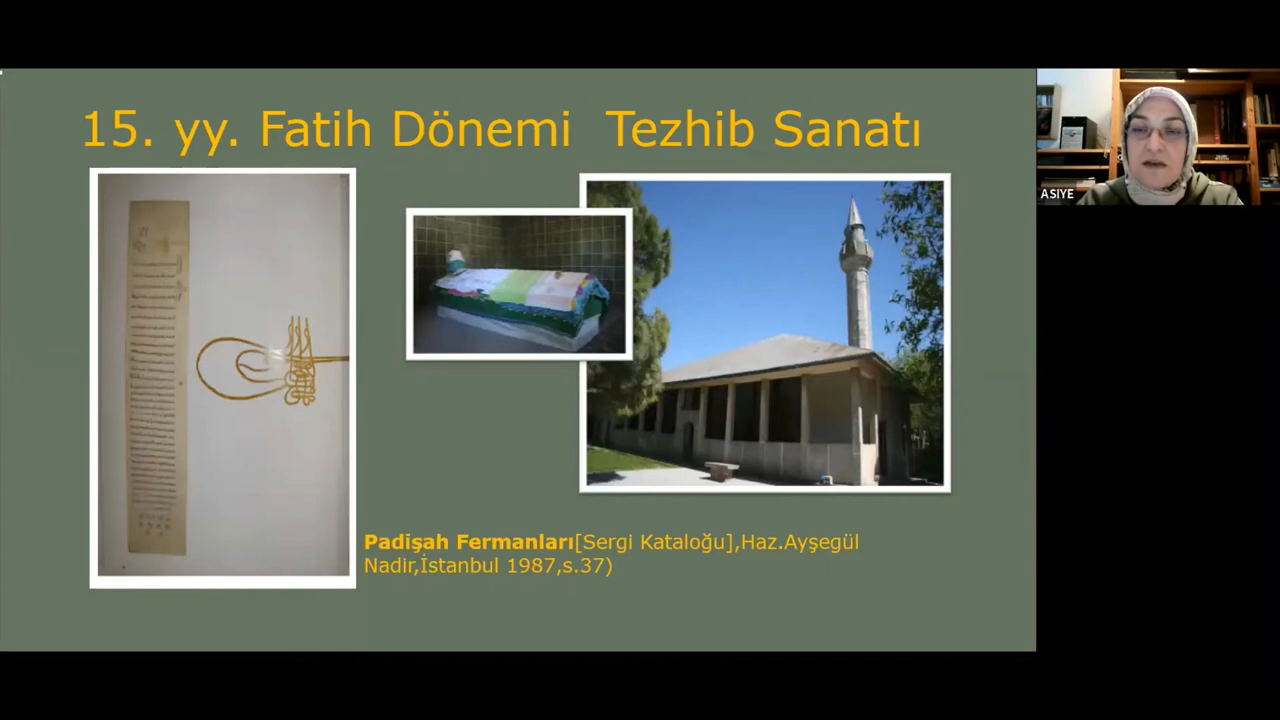 15. yy. Fatih Dönemi  Tezhib Sanatı
ASIYE
Padişah Fermanları[Sergi Kataloğu],Haz.Ayşegül
Nadir,İstanbul 1987,s.37)